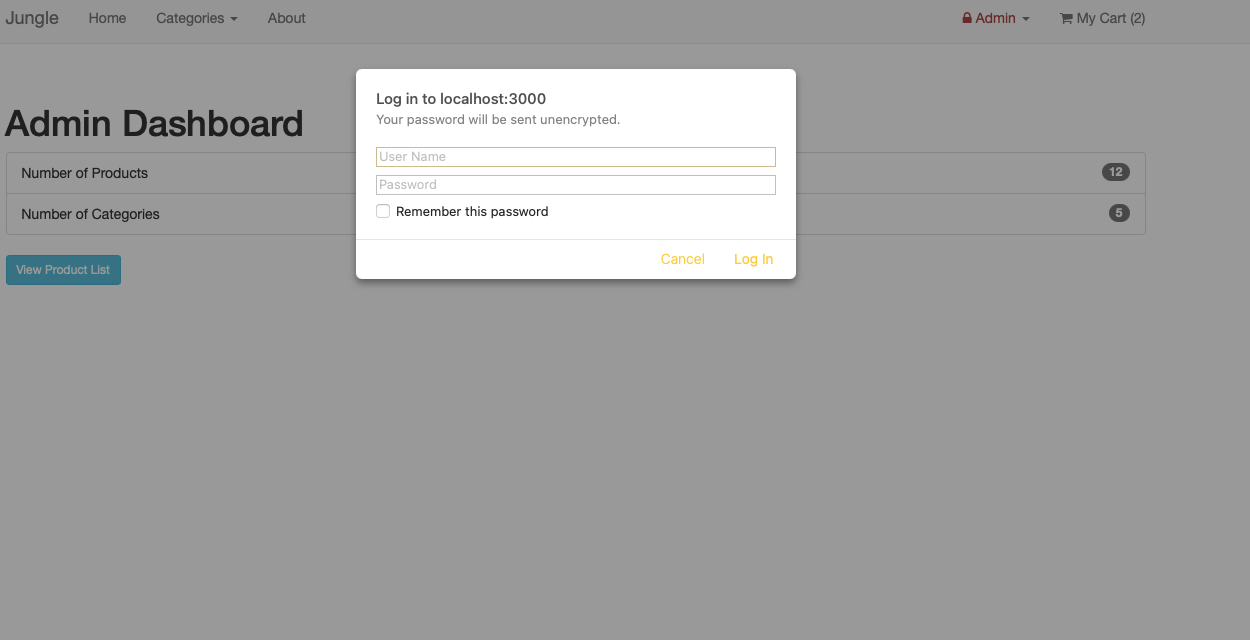 Jungle Home Categories About Admin My Cart (2)
Log in to localhost:3000
Your password will be sent unencrypted.
User Name
Password
Remember this password
Cancel Log In
Admin Dashboard
Number of Products 12
Number of Categories 5
View Product List